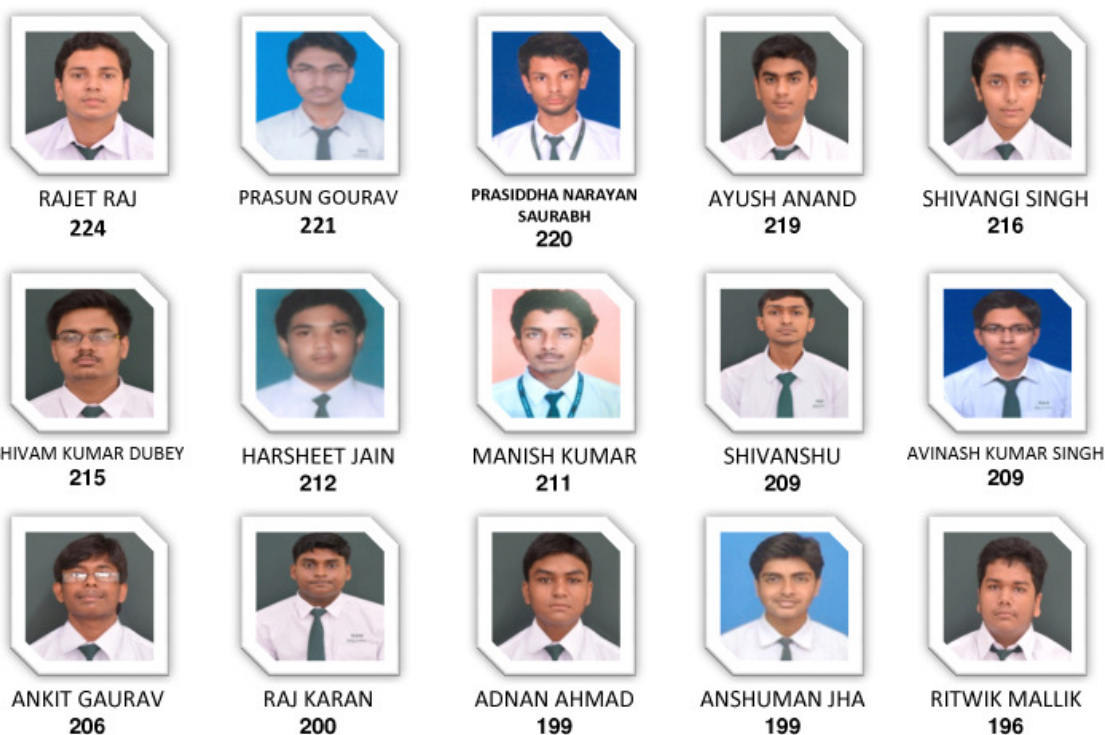 RAJET RAJ
224
PRASUN GOURAV
221
PRASIDDHA NARAYAN
SAURABH
220
AYUSH ANAND
219
SHIVANGI SINGH
216
HIVAM KUMAR DUBEY
215
HARSHEET JAIN
212
MANISH KUMAR
211
SHIVANSHU
209
AVINASH KUMAR SINGH
209
ANKIT GAURAV
206
RAJ KARAN
200
ADNAN AHMAD
199
ANSHUMAN JHA
199
RITWIK MALLIK
196